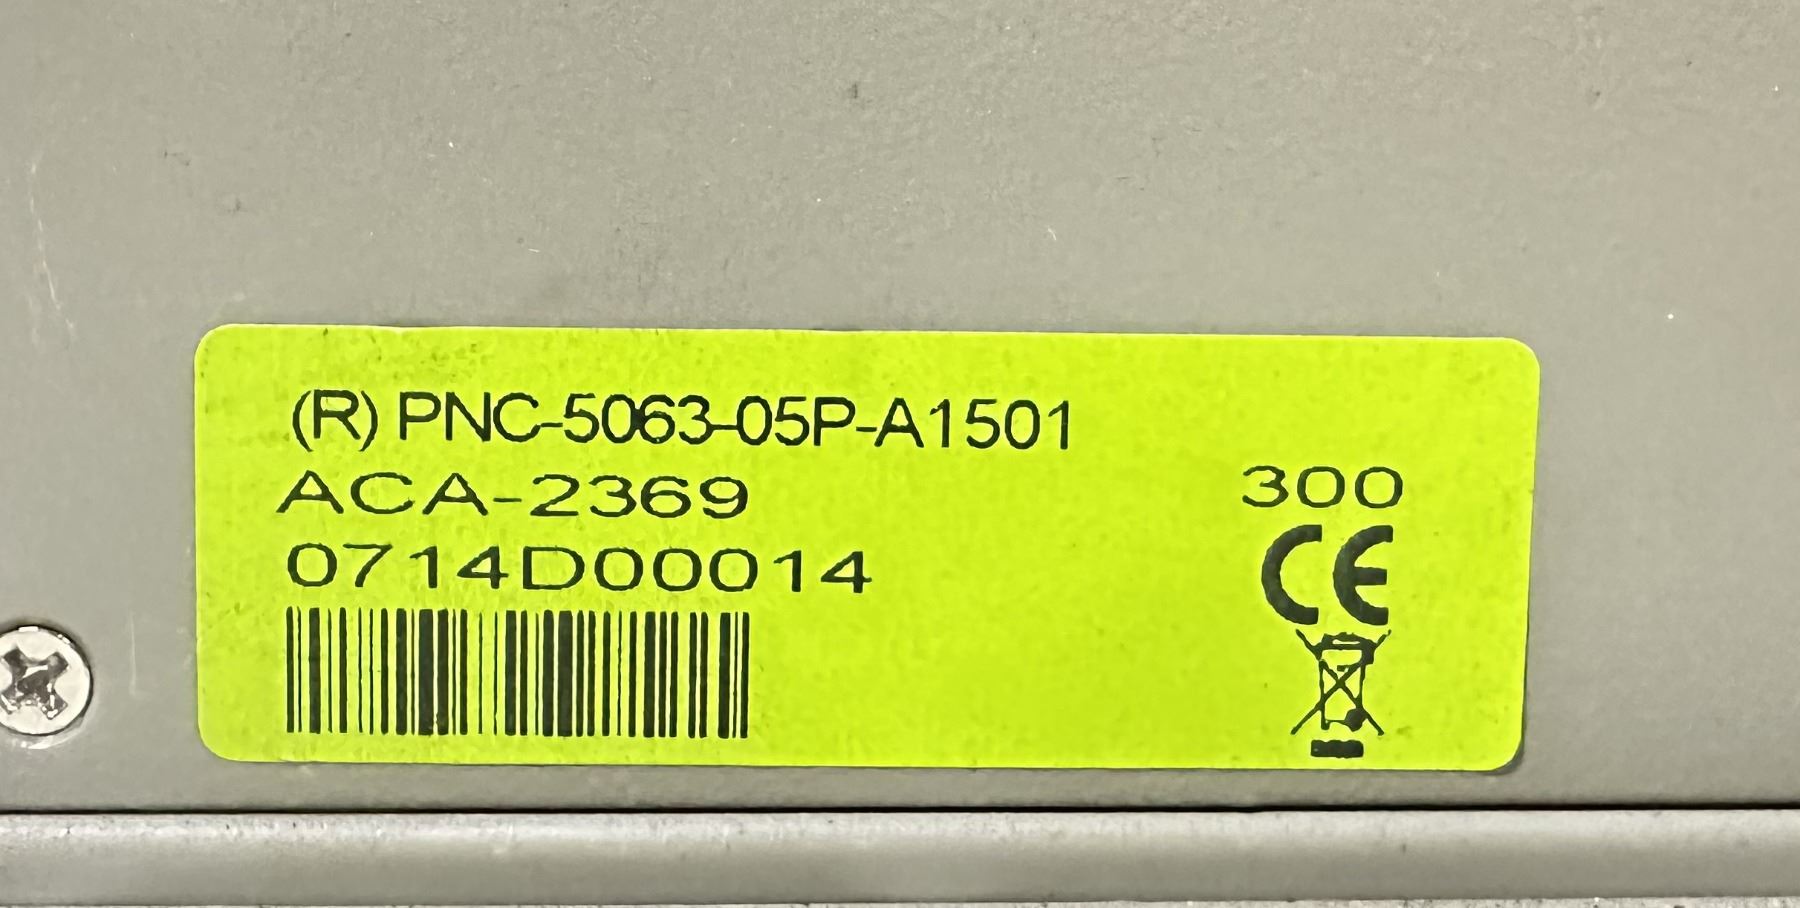 (R) PNC-5063-05P-A1501
ACA-2369
0714D00014
300
CE